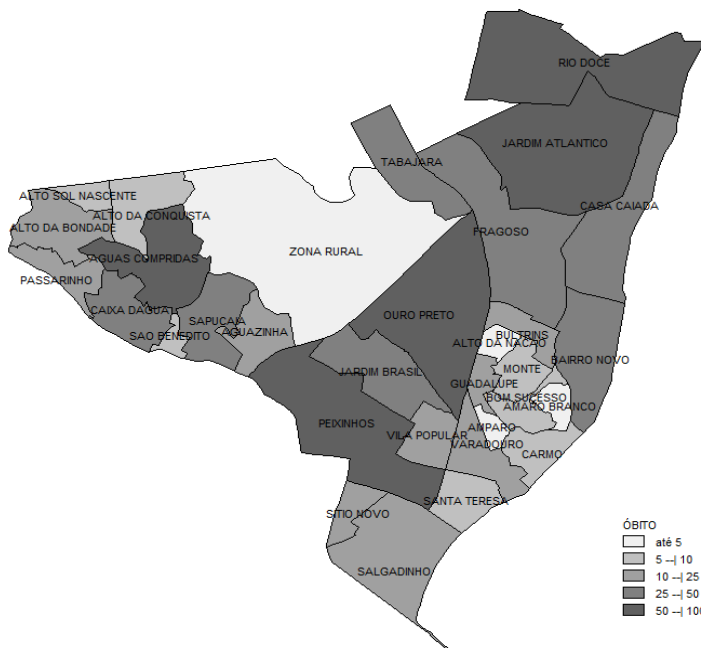 RIO DOCE
JARDIM ATLANTICO
TABAJARA
ALTO SOL NASCENTE
CASA CAIADA
ALTO DA CONQUISTA
ALTO DA BONDADE
FRAGOSO
ZONA RURAL
AGUAS COMPRIDAS
PASSARINHO
CAIXA DAGUA
OURO PRETO
SAPUCAIA
AGUAZINHA
SAO BENEDITO
BULTRINS
ALTO DA NACAO
BAIRRO NOVO
MONTE
JARDIM BRASIL
GUADALUPE
BOM SUCESSO
AMARO BRANCO
PEIXINHOS
AMPARO
VILA POPULAR
VARADOURO
CARMO
SANTA TERESA
SITIO NOVO
SALGADINHO
ÓBITO
até 5
5 --| 10
10 --| 25
25 --| 50
50 --| 100